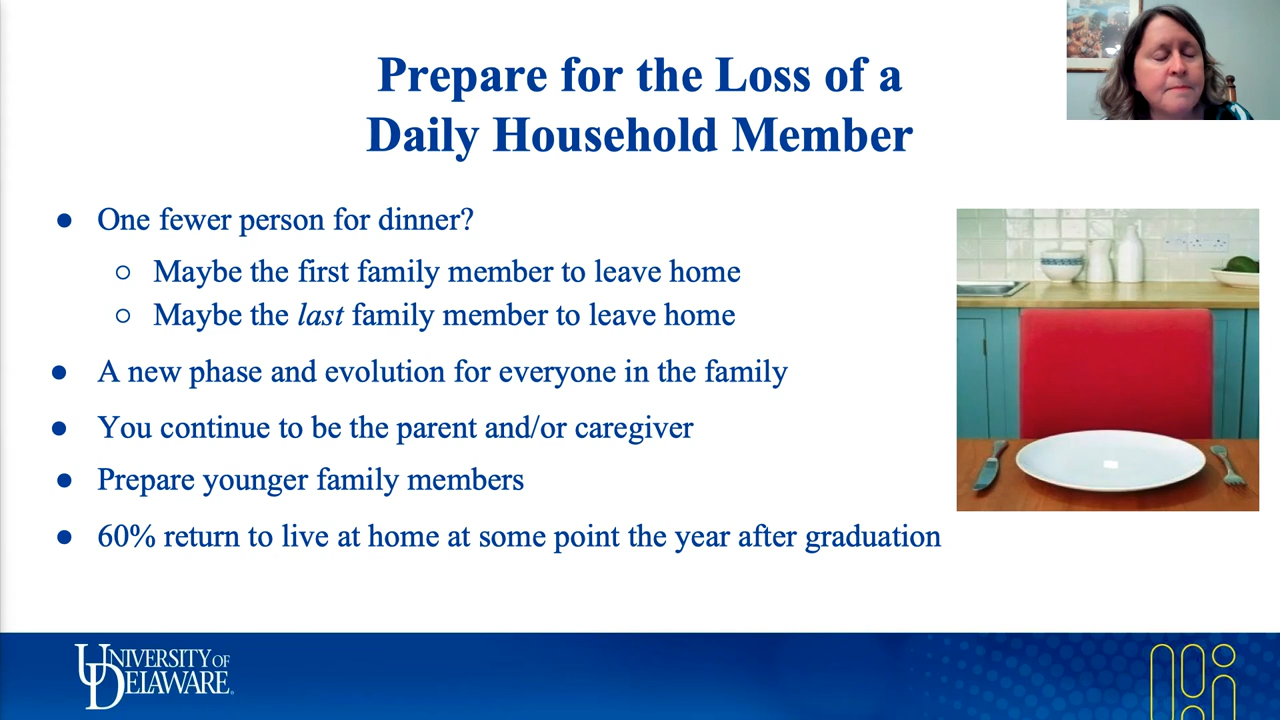 Prepare for the Loss of a
Daily Household Member
● One fewer person for dinner?
○ Maybe the first family member to leave home
○ Maybe the last family member to leave home
● A new phase and evolution for everyone in the family
● You continue to be the parent and/or caregiver
● Prepare younger family members
● 60% return to live at home at some point the year after graduation
UNIVERSITY OF
DELAWARE.